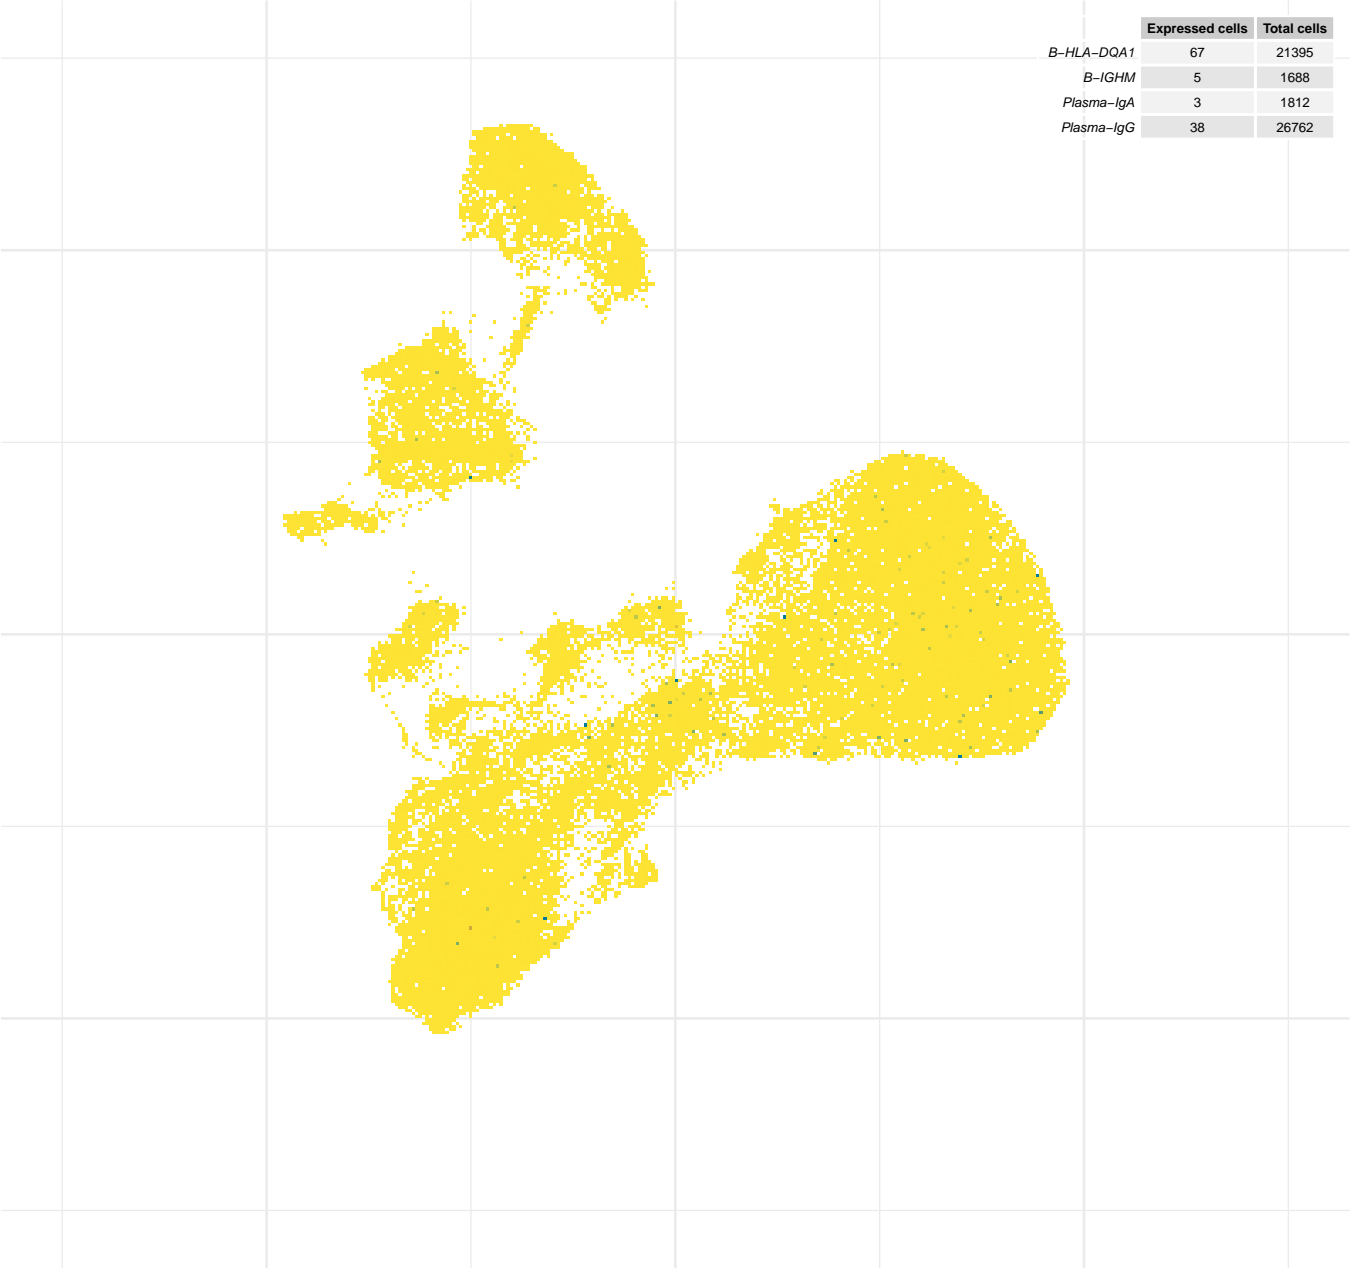 Expressed cells Total cells
B−HLA−DQA1 67 21395
B−IGHM 5 1688
Plasma−IgA 3 1812
Plasma−IgG 38 26762